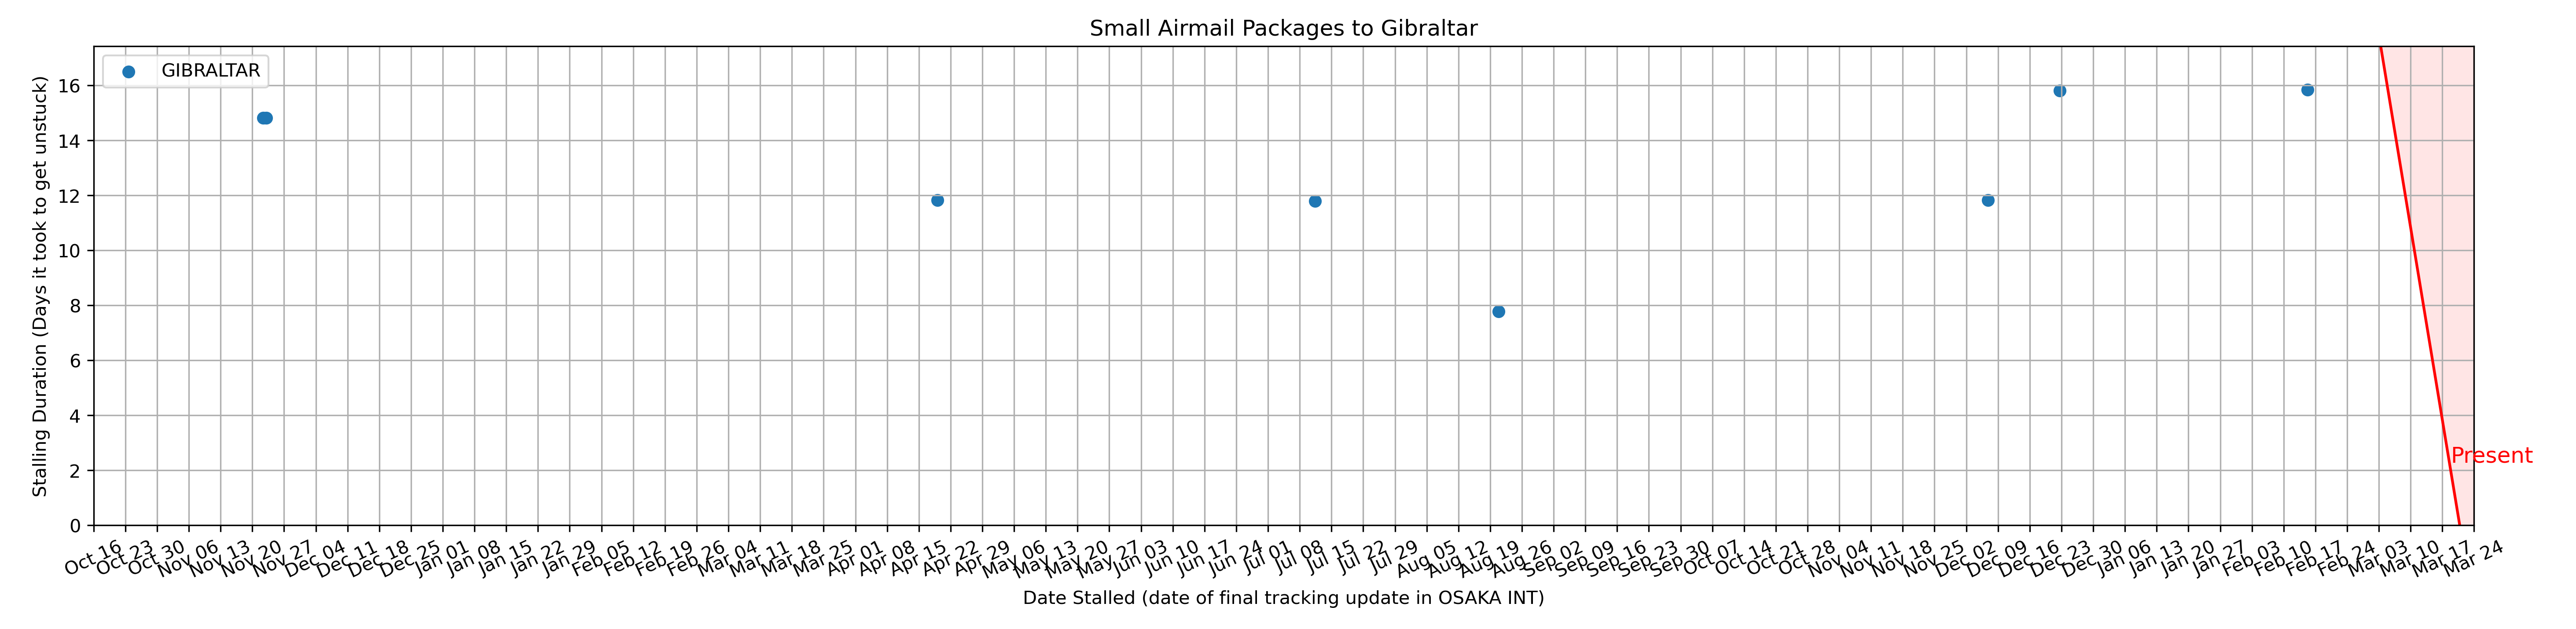 Small Airmail Packages to Gibraltar
GIBRALTAR
Stalling Duration (Days it took to get unstuck)
16
14
12
10
8
6
4
2
0
Present
Oct 16
Oct 23
Oct 30
Nov 06
Nov 13
Nov 20
Nov 27
Dec 04
Dec 11
Dec 18
Dec 25
Jan 01
Jan 08
Jan 15
Jan 22
Jan 29
Feb 05
Feb 12
Feb 19
Feb 26
Mar 04
Mar 11
Mar 18
Mar 25
Apr 01
Apr 08
Apr 15
Apr 22
Apr 29
May 06
May 13
May 20
May 27
Jun 03
Jun 10
Jun 17
Jun 24
Jul 01
Jul 08
Jul 15
Jul 22
Jul 29
Aug 05
Aug 12
Aug 19
Aug 26
Sep 02
Sep 09
Sep 16
Sep 23
Sep 30
Oct 07
Oct 14
Oct 21
Oct 28
Nov 04
Nov 11
Nov 18
Nov 25
Dec 02
Dec 09
Dec 16
Dec 23
Dec 30
Jan 06
Jan 13
Jan 20
Jan 27
Feb 03
Feb 10
Feb 17
Feb 24
Mar 03
Mar 10
Mar 17
Mar 24
Date Stalled (date of final tracking update in OSAKA INT)